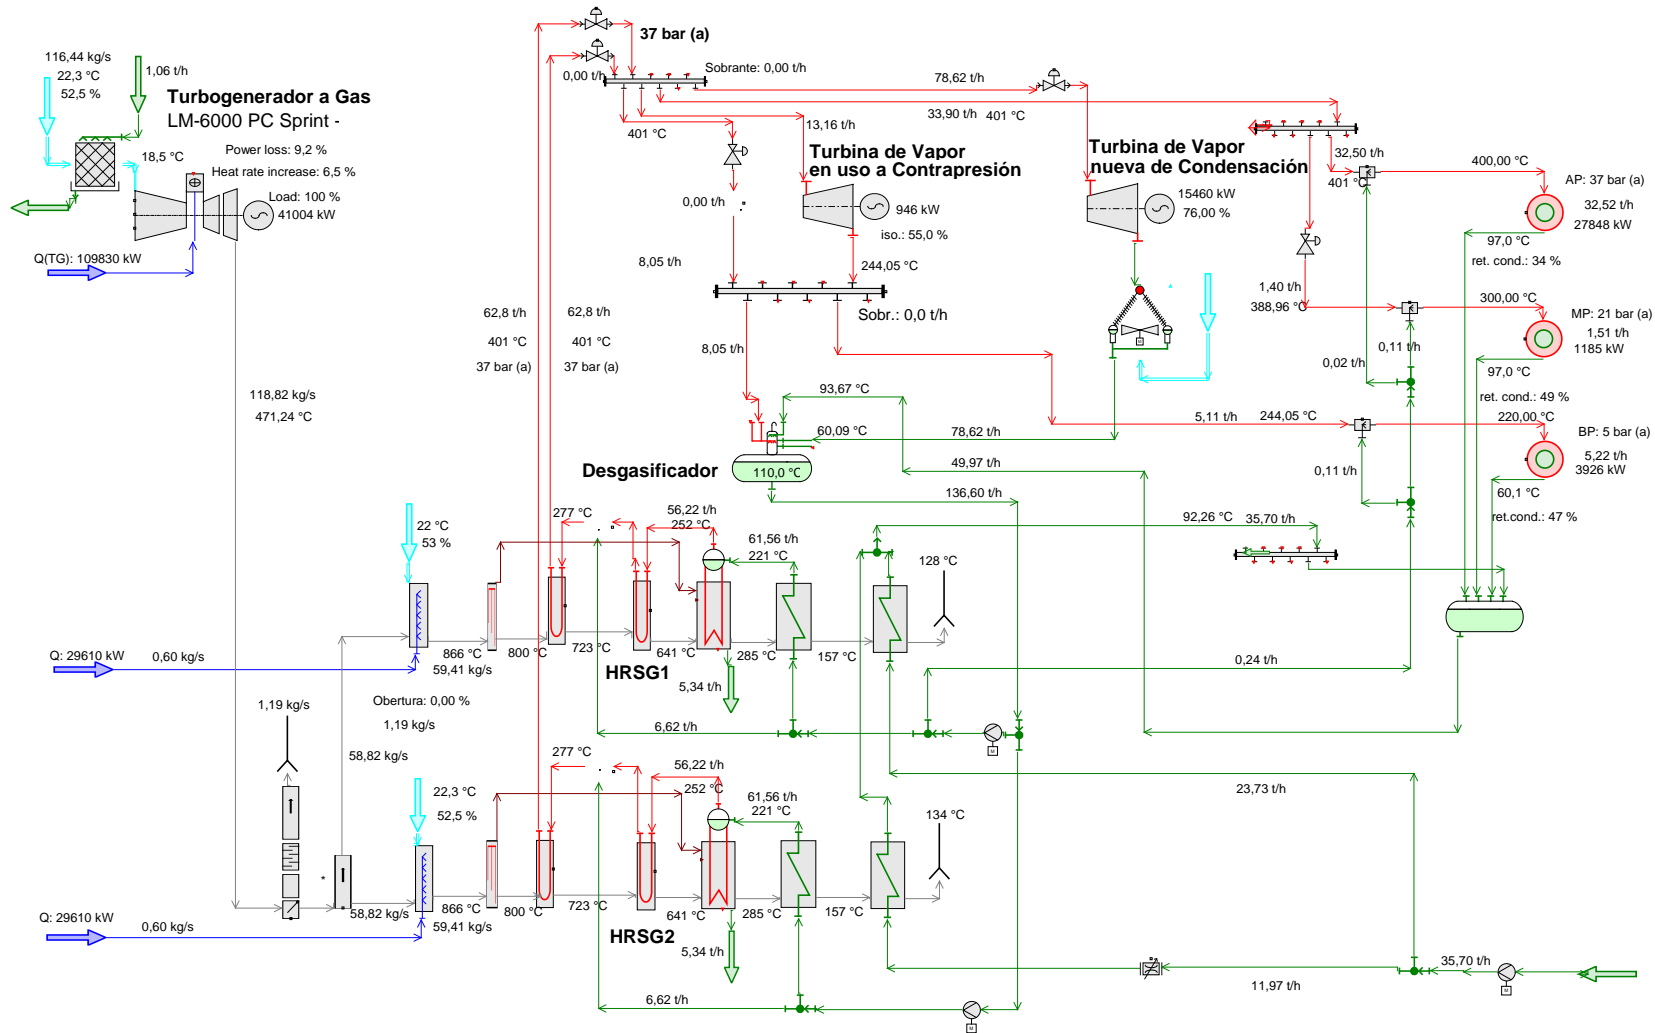 37 bar (a)
116,44 kg/s
22,3 °C
52,5 %
1,06 t/h
Turbogenerador a Gas
LM-6000 PC Sprint -
18,5 °C
Power loss: 9,2 %
Heat rate increase: 6,5 %
Load: 100 %
41004 kW
Q(TG): 109830 kW
0,00 t/h
Sobrante: 0,00 t/h
78,62 t/h
33,90 t/h
401 °C
401 °C
13,16 t/h
Turbina de Vapor
en uso a Contrapresión
0,00 t/h
946 kW
iso.: 55,0 %
8,05 t/h
244,05 °C
Sobr.: 0,0 t/h
Turbina de Vapor
nueva de Condensación
15460 kW
76,00 %
32,50 t/h
401 °C
400,00 °C
AP: 37 bar (a)
32,52 t/h
27848 kW
97,0 °C
ret. cond.: 34 %
1,40 t/h
388,96 °C
300,00 °C
MP: 21 bar (a)
1,51 t/h
1185 kW
0,11 t/h
0,02 t/h
97,0 °C
ret. cond.: 49 %
62,8 t/h
62,8 t/h
401 °C
401 °C
37 bar (a)
37 bar (a)
8,05 t/h
118,82 kg/s
471,24 °C
93,67 °C
60,09 °C
78,62 t/h
5,11 t/h
244,05 °C
220,00 °C
BP: 5 bar (a)
5,22 t/h
3926 kW
0,11 t/h
60,1 °C
ret.cond.: 47 %
Desgasificador
110,0 °C
49,97 t/h
136,60 t/h
22 °C
53 %
277 °C
56,22 t/h
252 °C
61,56 t/h
221 °C
92,26 °C
35,70 t/h
128 °C
Q: 29610 kW
0,60 kg/s
866 °C
59,41 kg/s
800 °C
723 °C
641 °C
285 °C
157 °C
HRSG1
5,34 t/h
0,24 t/h
Obertura: 0,00 %
1,19 kg/s
1,19 kg/s
6,62 t/h
M
58,82 kg/s
22,3 °C
52,5 %
277 °C
56,22 t/h
252 °C
61,56 t/h
221 °C
134 °C
23,73 t/h
*
Q: 29610 kW
0,60 kg/s
58,82 kg/s
866 °C
59,41 kg/s
800 °C
723 °C
641 °C
285 °C
157 °C
HRSG2
5,34 t/h
6,62 t/h
M
11,97 t/h
35,70 t/h
M
M